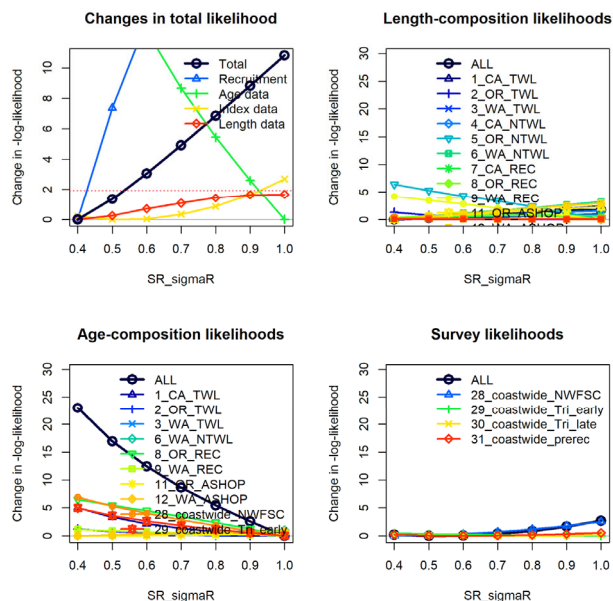 Changes in total likelihood
Change in -log-likelihood
10
8
6
4
2
0
Total
Recruitment
Age data
Index data
Length data
0.4 0.5 0.6 0.7 0.8 0.9 1.0
SR_sigmaR
Length-composition likelihoods
Change in -log-likelihood
30
25
20
15
10
5
0
ALL
1_CA_TWL
2_OR_TWL
3_WA_TWL
4_CA_NTWL
5_OR_NTWL
6_WA_NTWL
7_CA_REC
8_OR_REC
9_WA_REC
11_OR_ASHOP
12_WA_ASHOP
0.4 0.5 0.6 0.7 0.8 0.9 1.0
SR_sigmaR
Age-composition likelihoods
Change in -log-likelihood
30
25
20
15
10
5
0
ALL
1_CA_TWL
2_OR_TWL
3_WA_TWL
6_WA_NTWL
8_OR_REC
9_WA_REC
11_OR_ASHOP
12_WA_ASHOP
28_coastwide_NWFSC
29_coastwide_Tri_early
0.4 0.5 0.6 0.7 0.8 0.9 1.0
SR_sigmaR
Survey likelihoods
Change in -log-likelihood
30
25
20
15
10
5
0
ALL
28_coastwide_NWFSC
29_coastwide_Tri_early
30_coastwide_Tri_late
31_coastwide_prerec
0.4 0.5 0.6 0.7 0.8 0.9 1.0
SR_sigmaR